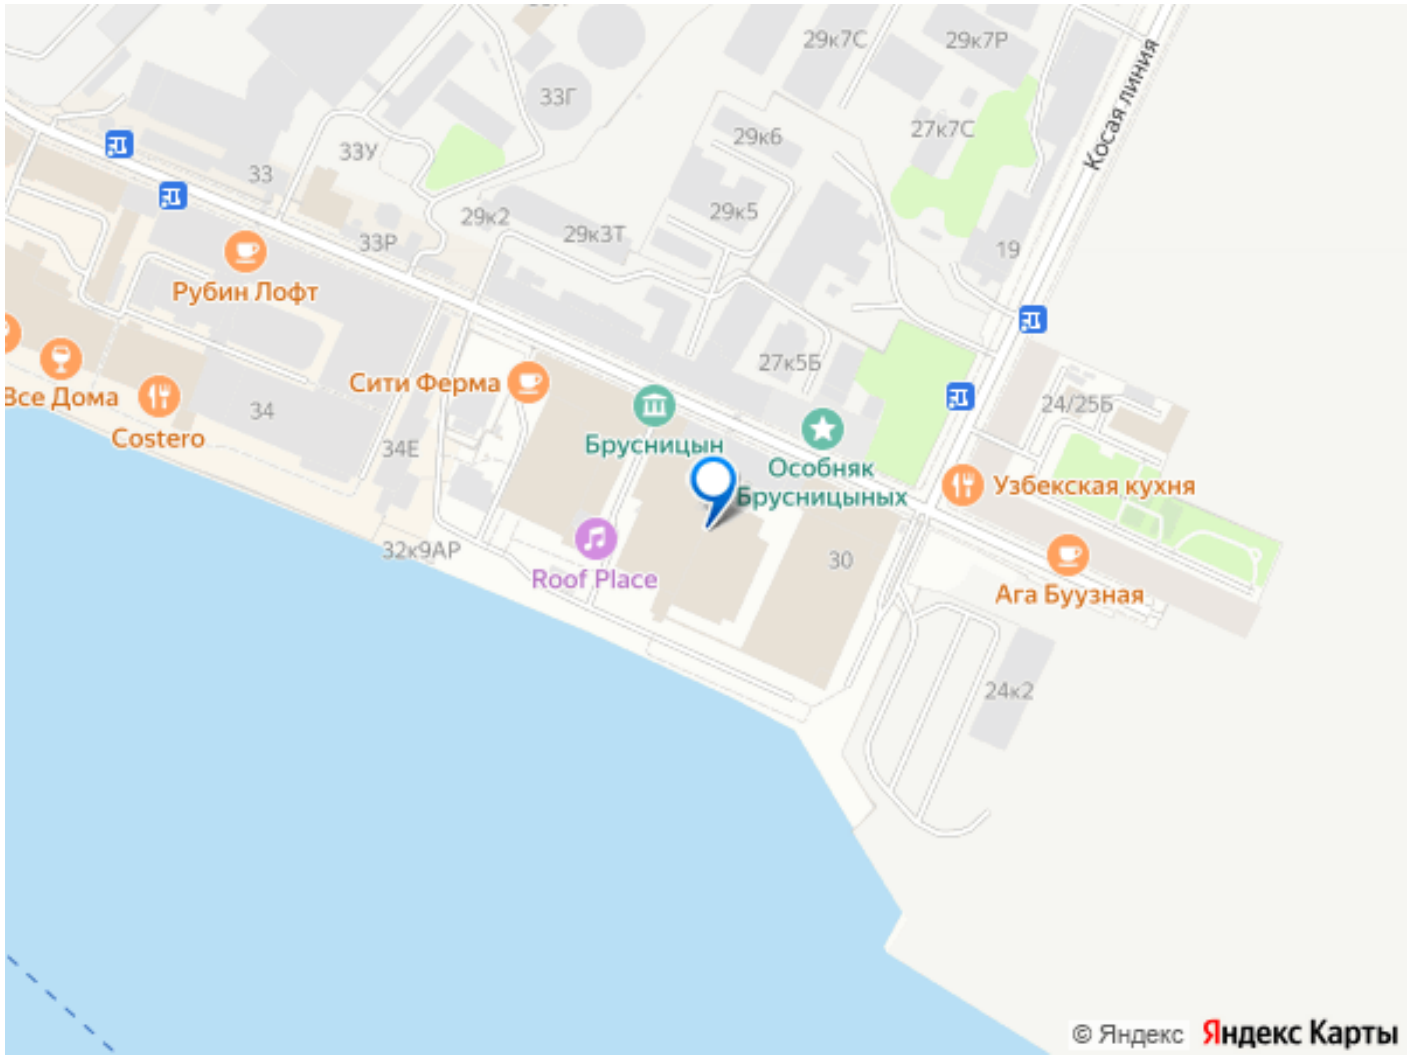 29к7С
29к7Р
33Г
Косая линия
29к6
27к7С
33У
33
29к2
29к5
29к3Т
33Р
19
Рубин Лофт
27к5Б
Сити Ферма
Все Дома
34
24/25Б
Costero
34Е
Брусницын
Особняк
Брусницыных
Узбекская кухня
32к9АР
30
Roof Place
Ага Буузная
24к2
© Яндекс Яндекс Карты